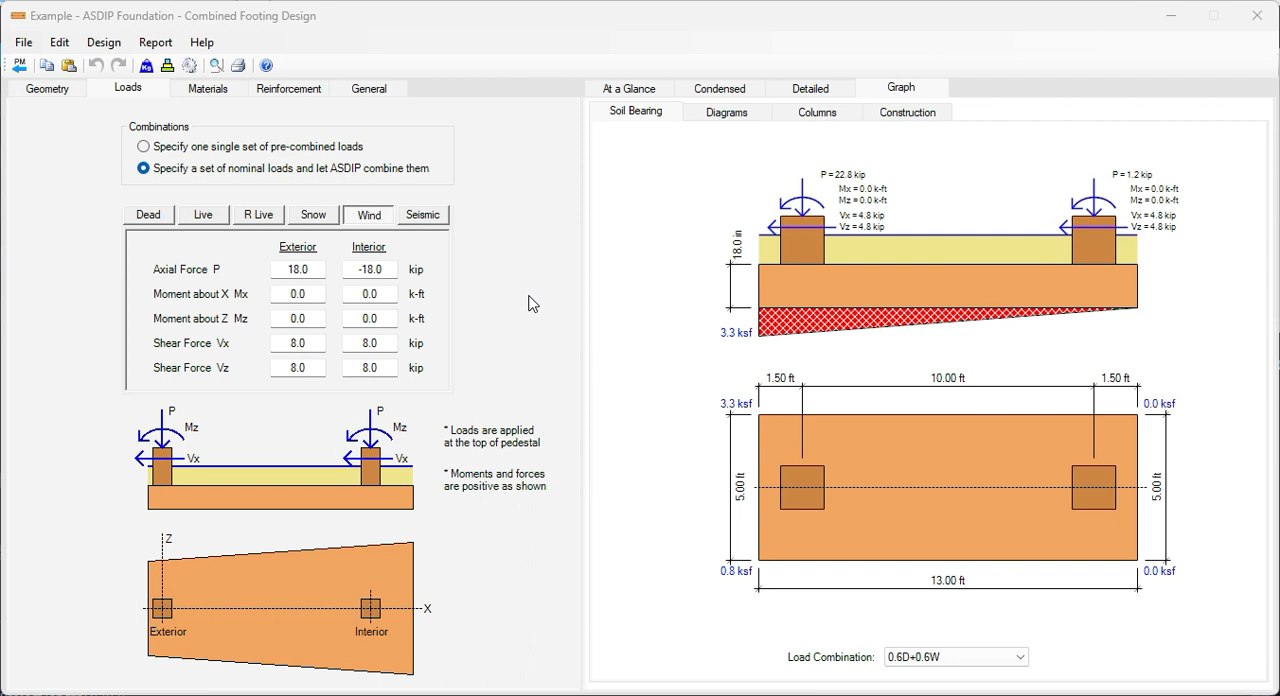 Example - ASDIP Foundation - Combined Footing Design
File Edit Design Report Help
PM Kg
Geometry Loads Materials Reinforcement General
At a Glance Condensed Detailed Graph
Soil Bearing Diagrams Columns Construction
Combinations
Specify one single set of pre-combined loads
Specify a set of nominal loads and let ASDIP combine them
Dead Live R Live Snow Wind Seismic
Exterior Interior
Axial Force P 18.0 -18.0 kip
Moment about X Mx 0.0 0.0 k-ft
Moment about Z Mz 0.0 0.0 k-ft
Shear Force Vx 8.0 8.0 kip
Shear Force Vz 8.0 8.0 kip
P P
Mz Mz
Vx Vx
* Loads are applied
at the top of pedestal
* Moments and forces
are positive as shown
Z
X
Exterior Interior
P = 22.8 kip P = 1.2 kip
Mx = 0.0 k-ft Mx = 0.0 k-ft
Mz = 0.0 k-ft Mz = 0.0 k-ft
Vx = 4.8 kip Vx = 4.8 kip
Vz = 4.8 kip Vz = 4.8 kip
18.0 in
3.3 ksf
1.50 ft 10.00 ft 1.50 ft
3.3 ksf 0.0 ksf
5.00 ft 5.00 ft
0.8 ksf 0.0 ksf
13.00 ft
Load Combination: 0.6D+0.6W